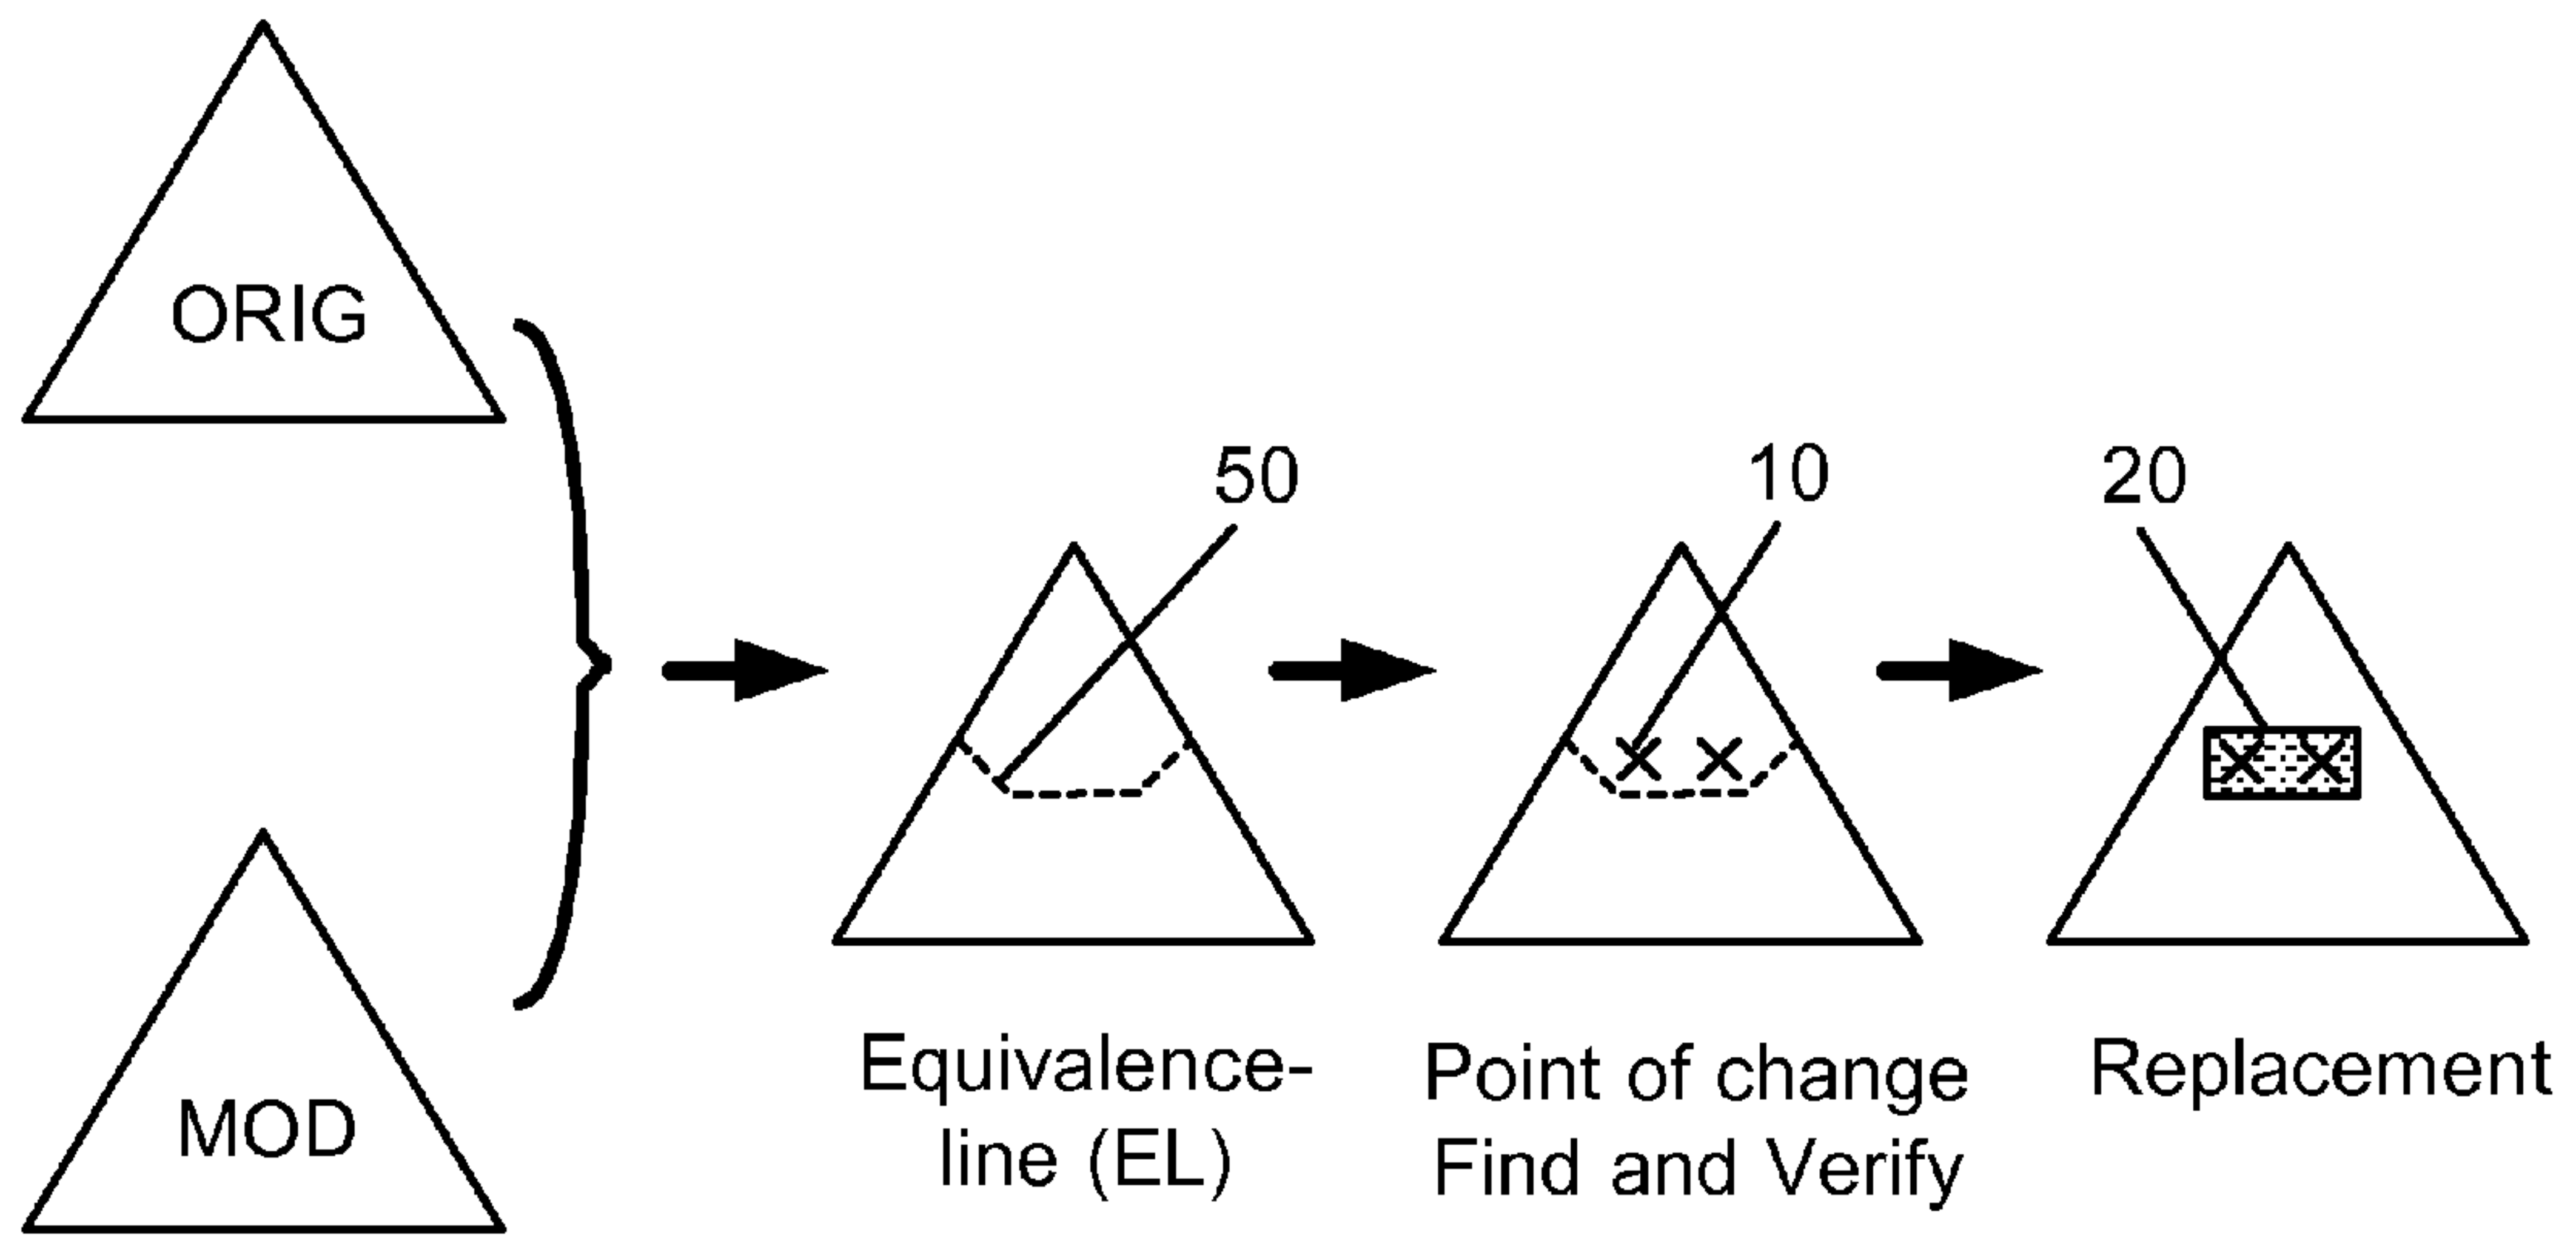 ORIG
MOD
50
10
20
Equivalence-
line (EL)
Point of change
Find and Verify
Replacement